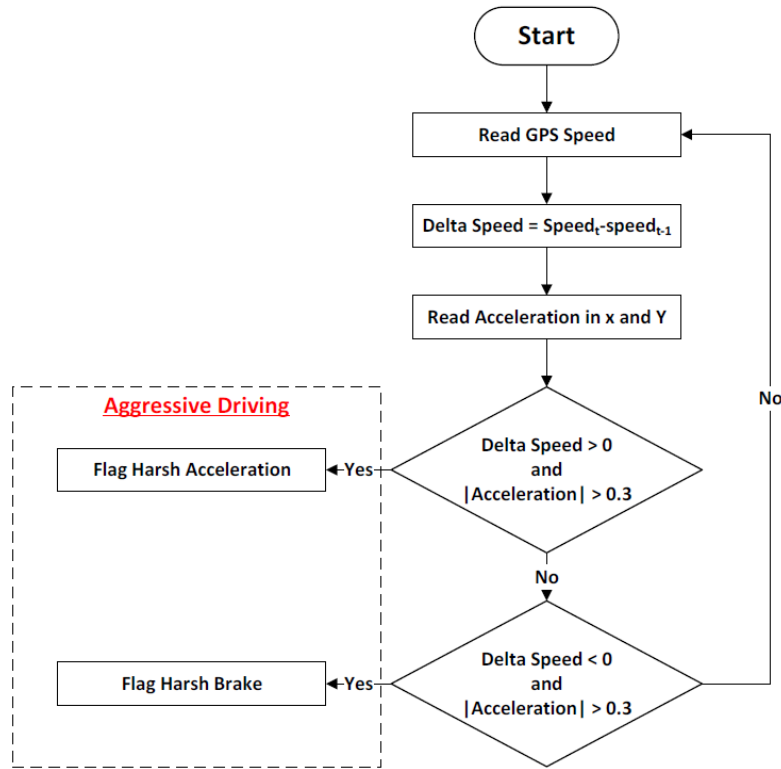 Start
Read GPS Speed
Delta Speed = Speedₜ-speedₜ₋₁
Read Acceleration in x and Y
No
Aggressive Driving
Delta Speed > 0
and
|Acceleration| > 0.3
Yes
Flag Harsh Acceleration
No
Delta Speed < 0
and
|Acceleration| > 0.3
Yes
Flag Harsh Brake